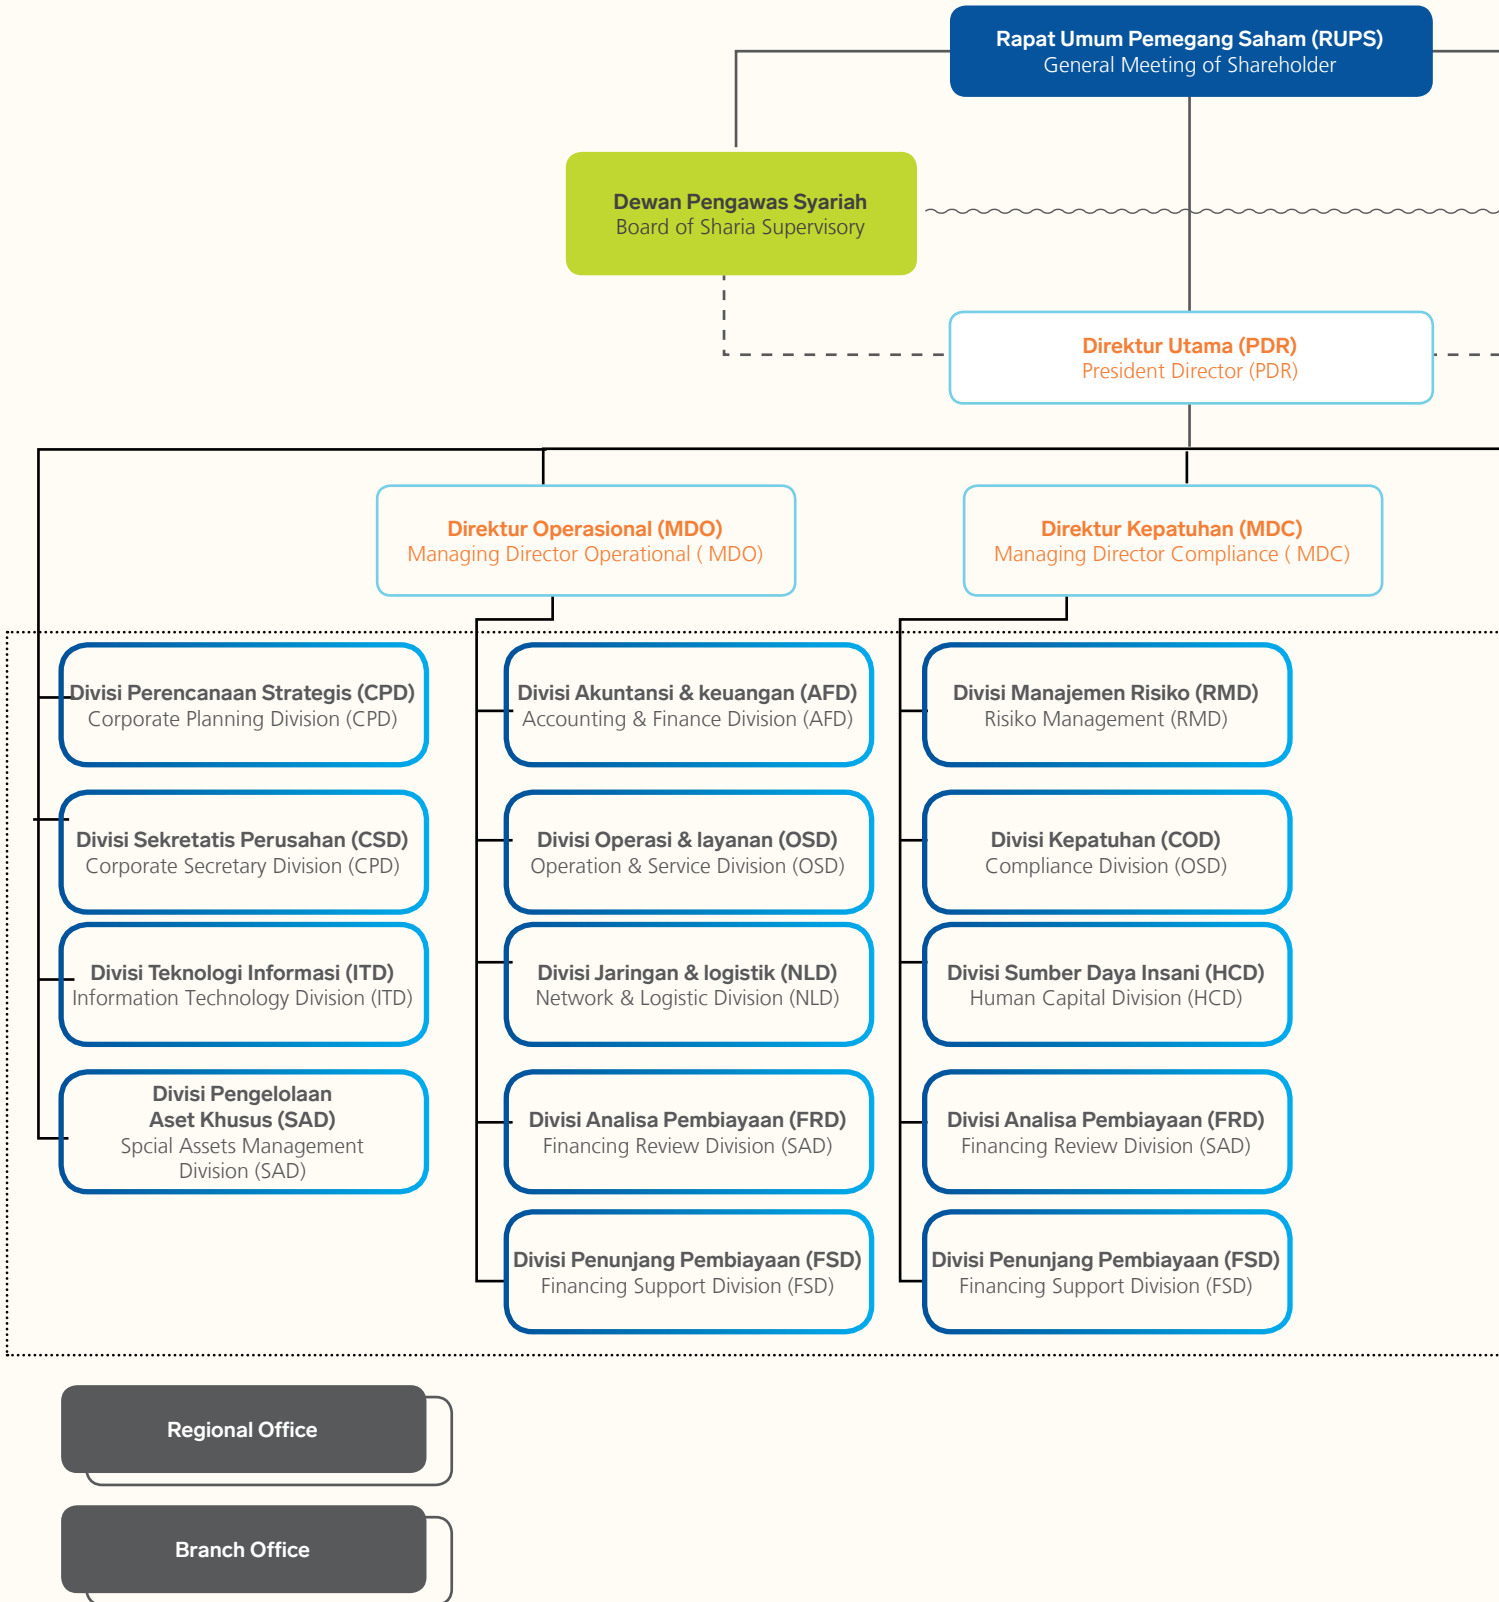 Rapat Umum Pemegang Saham (RUPS)
General Meeting of Shareholder
Dewan Pengawas Syariah
Board of Sharia Supervisory
Direktur Utama (PDR)
President Director (PDR)
Direktur Operasional (MDO)
Managing Director Operational ( MDO)
Direktur Kepatuhan (MDC)
Managing Director Compliance ( MDC)
Divisi Perencanaan Strategis (CPD)
Corporate Planning Division (CPD)
Divisi Sekretatis Perusahan (CSD)
Corporate Secretary Division (CPD)
Divisi Teknologi Informasi (ITD)
Information Technology Division (ITD)
Divisi Pengelolaan
Aset Khusus (SAD)
Spcial Assets Management
Division (SAD)
Divisi Akuntansi & keuangan (AFD)
Accounting & Finance Division (AFD)
Divisi Operasi & layanan (OSD)
Operation & Service Division (OSD)
Divisi Jaringan & logistik (NLD)
Network & Logistic Division (NLD)
Divisi Analisa Pembiayaan (FRD)
Financing Review Division (SAD)
Divisi Penunjang Pembiayaan (FSD)
Financing Support Division (FSD)
Divisi Manajemen Risiko (RMD)
Risiko Management (RMD)
Divisi Kepatuhan (COD)
Compliance Division (OSD)
Divisi Sumber Daya Insani (HCD)
Human Capital Division (HCD)
Divisi Analisa Pembiayaan (FRD)
Financing Review Division (SAD)
Divisi Penunjang Pembiayaan (FSD)
Financing Support Division (FSD)
Regional Office
Branch Office